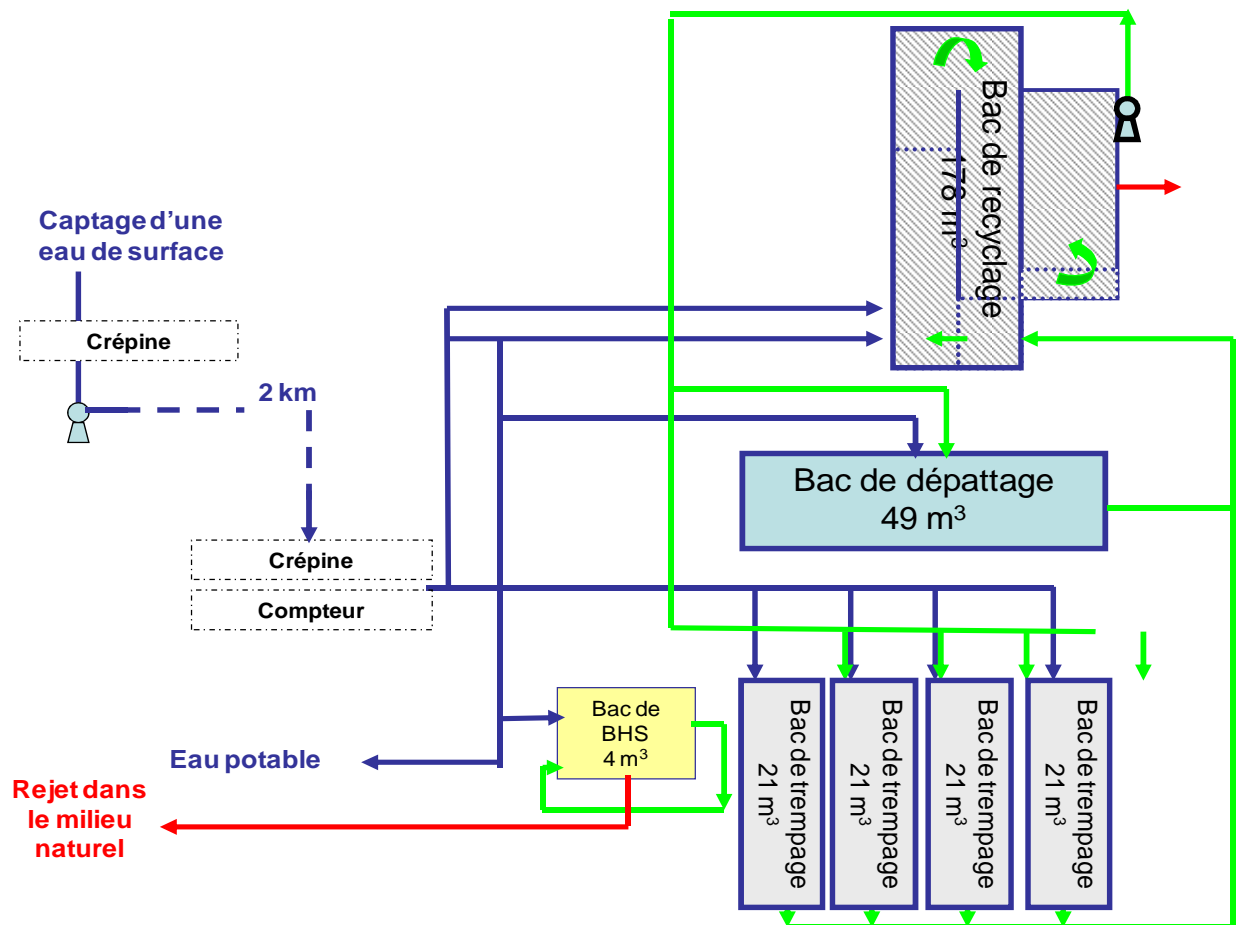 Captage d'une
eau de surface
Crépine
2 km
Crépine
Compteur
Eau potable
Rejet dans
le milieu
naturel
Bac de recyclage
178 m³
Bac de dépattage
49 m³
Bac de
BHS
4 m³
Bac de trempage
21 m³
Bac de trempage
21 m³
Bac de trempage
21 m³
Bac de trempage
21 m³